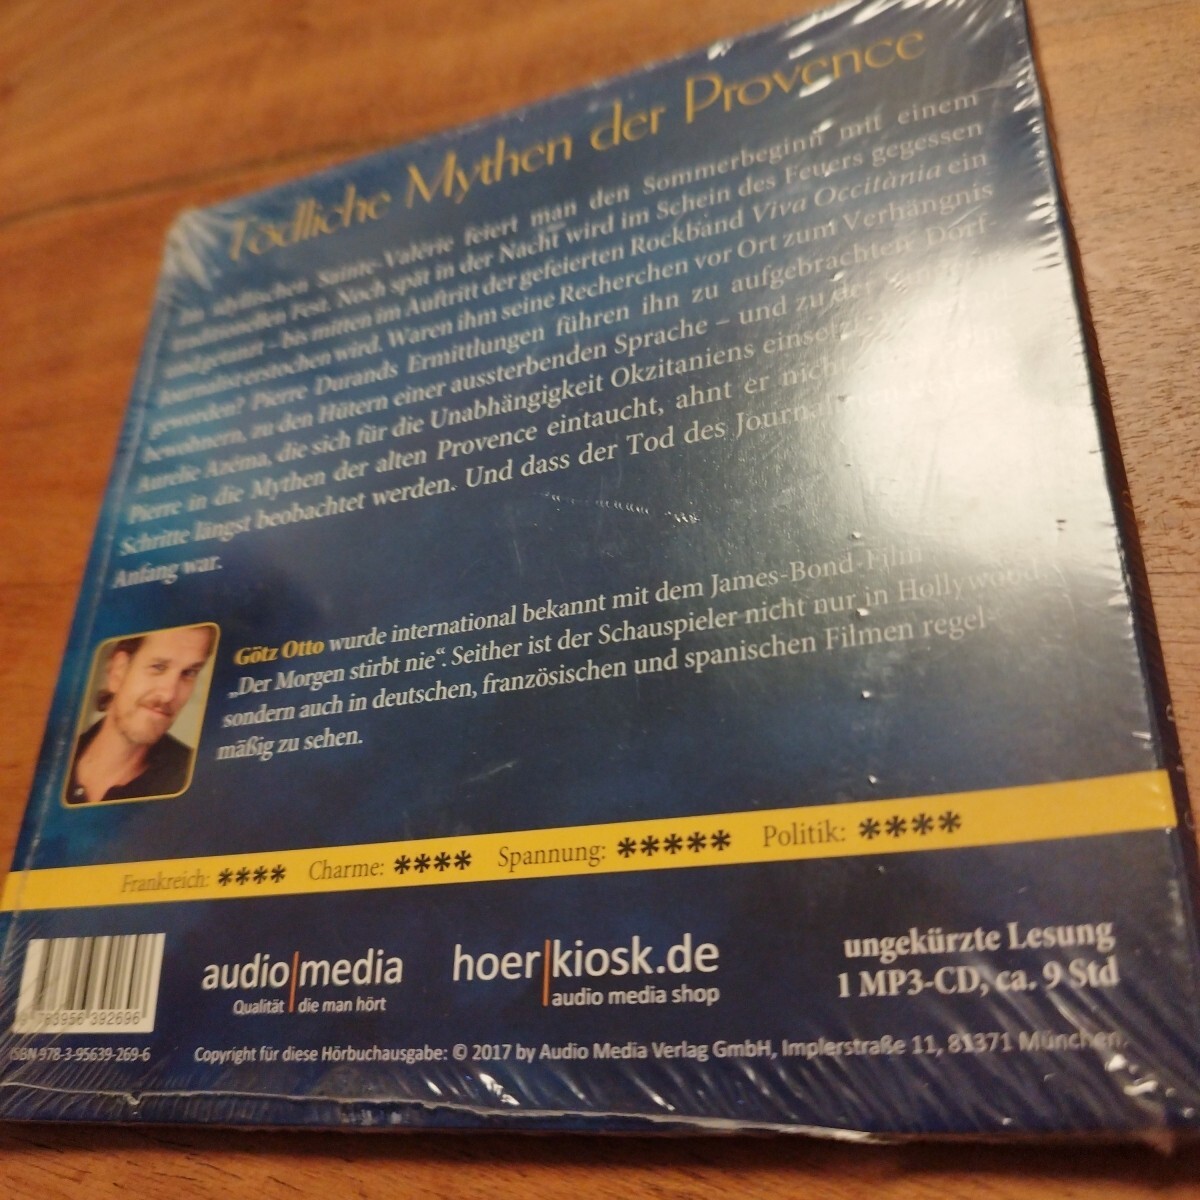 Tödliche Mythen der Provence
Im idyllischen Sainte-Valérie feiert man den Sommerbeginn mit einem
traditionellen Fest. Noch spät in der Nacht wird im Schein des Feuers gegessen
und getanzt – bis mitten im Auftritt der gefeierten Rockband Viva Occitània ein
Journalist erstochen wird. Waren ihm seine Recherchen vor Ort zum Verhängnis
geworden? Pierre Durands Ermittlungen führen ihn zu aufgebrachten Dorf-
bewohnern, zu den Hütern einer aussterbenden Sprache – und zu der
Aurelie Azéma, die sich für die Unabhängigkeit Okzitaniens einsetzt.
Pierre in die Mythen der alten Provence eintaucht, ahnt er nicht,
Schritte längst beobachtet werden. Und dass der Tod des Journalisten
Anfang war.
Götz Otto wurde international bekannt mit dem James-Bond-Film
„Der Morgen stirbt nie“. Seither ist der Schauspieler nicht nur in Hollywood,
sondern auch in deutschen, französischen und spanischen Filmen regel-
mäßig zu sehen.
Frankreich: **** Charme: **** Spannung: ***** Politik: ****
audio|media
Qualität | die man hört
hoer|kiosk.de
audio media shop
ungekürzte Lesung
1 MP3-CD, ca. 9 Std
783956 392696
ISBN 978-3-95639-269-6
Copyright für diese Hörbuchausgabe: © 2017 by Audio Media Verlag GmbH, Implerstraße 11, 81371 München.